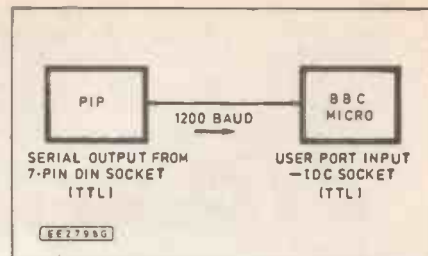 PIP
1200 BAUD
BBC
MICRO
SERIAL OUTPUT FROM
7-PIN DIN SOCKET
(TTL)
USER PORT INPUT
-IDC SOCKET
(TTL)
EE2798G